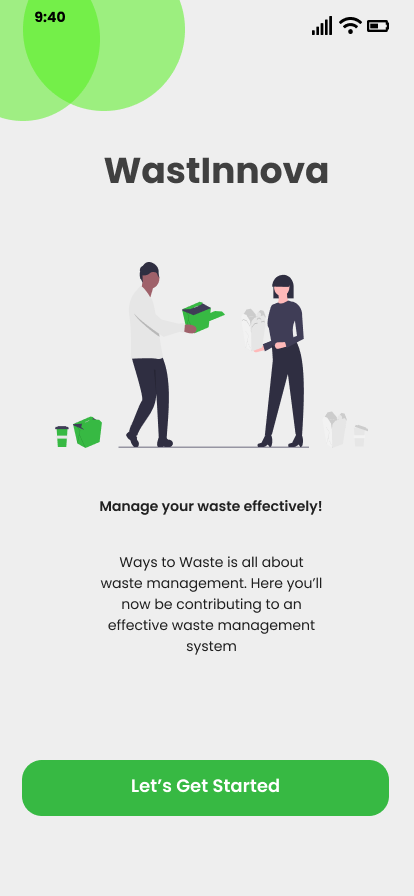 9:40
WastInnova
Manage your waste effectively!
Ways to Waste is all about
waste management. Here you’ll
now be contributing to an
effective waste management
system
Let’s Get Started